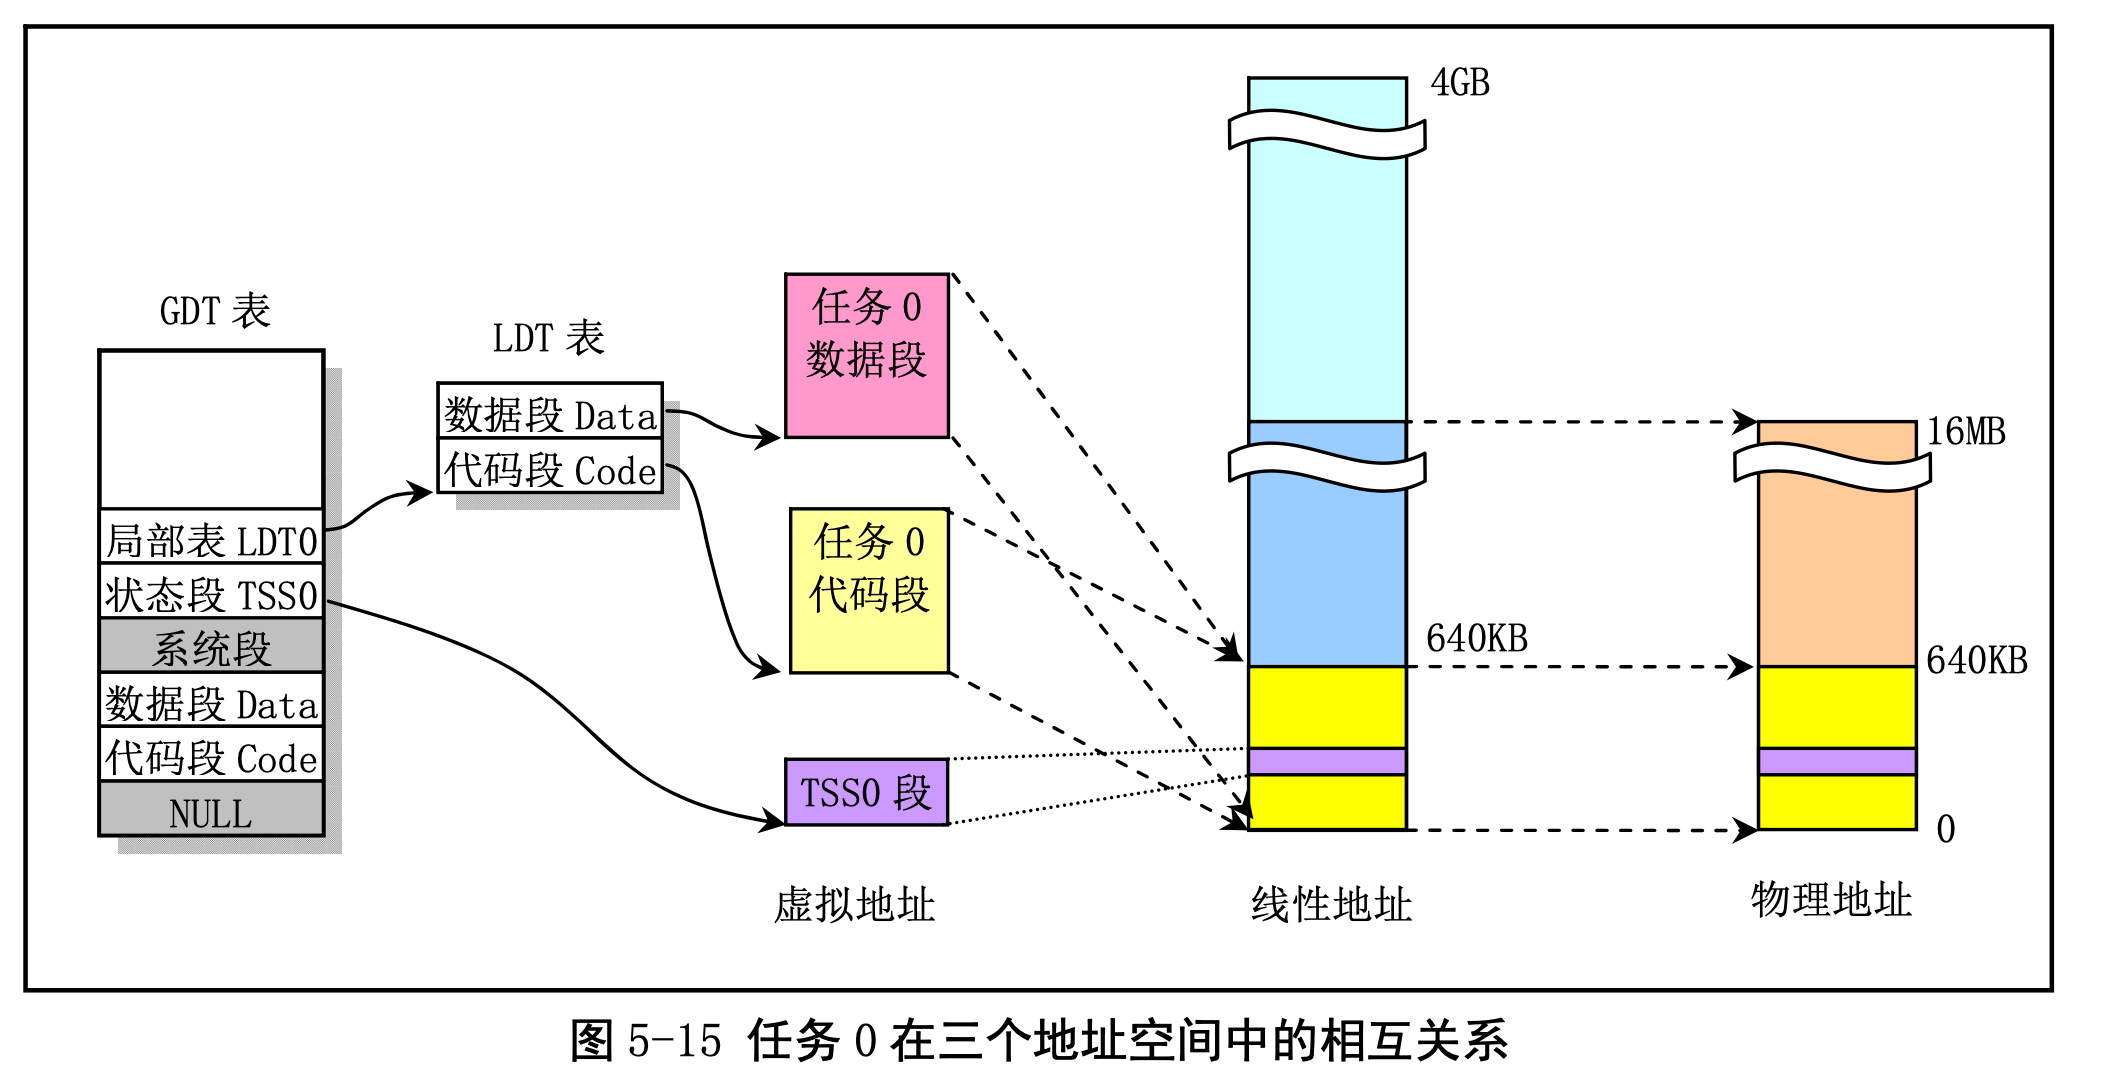 GDT 表
局部表 LDT0
状态段 TSS0
系统段
数据段 Data
代码段 Code
NULL
LDT 表
数据段 Data
代码段 Code
任务 0
数据段
任务 0
代码段
TSS0 段
虚拟地址
4GB
640KB
线性地址
16MB
640KB
0
物理地址
图 5-15 任务 0 在三个地址空间中的相互关系